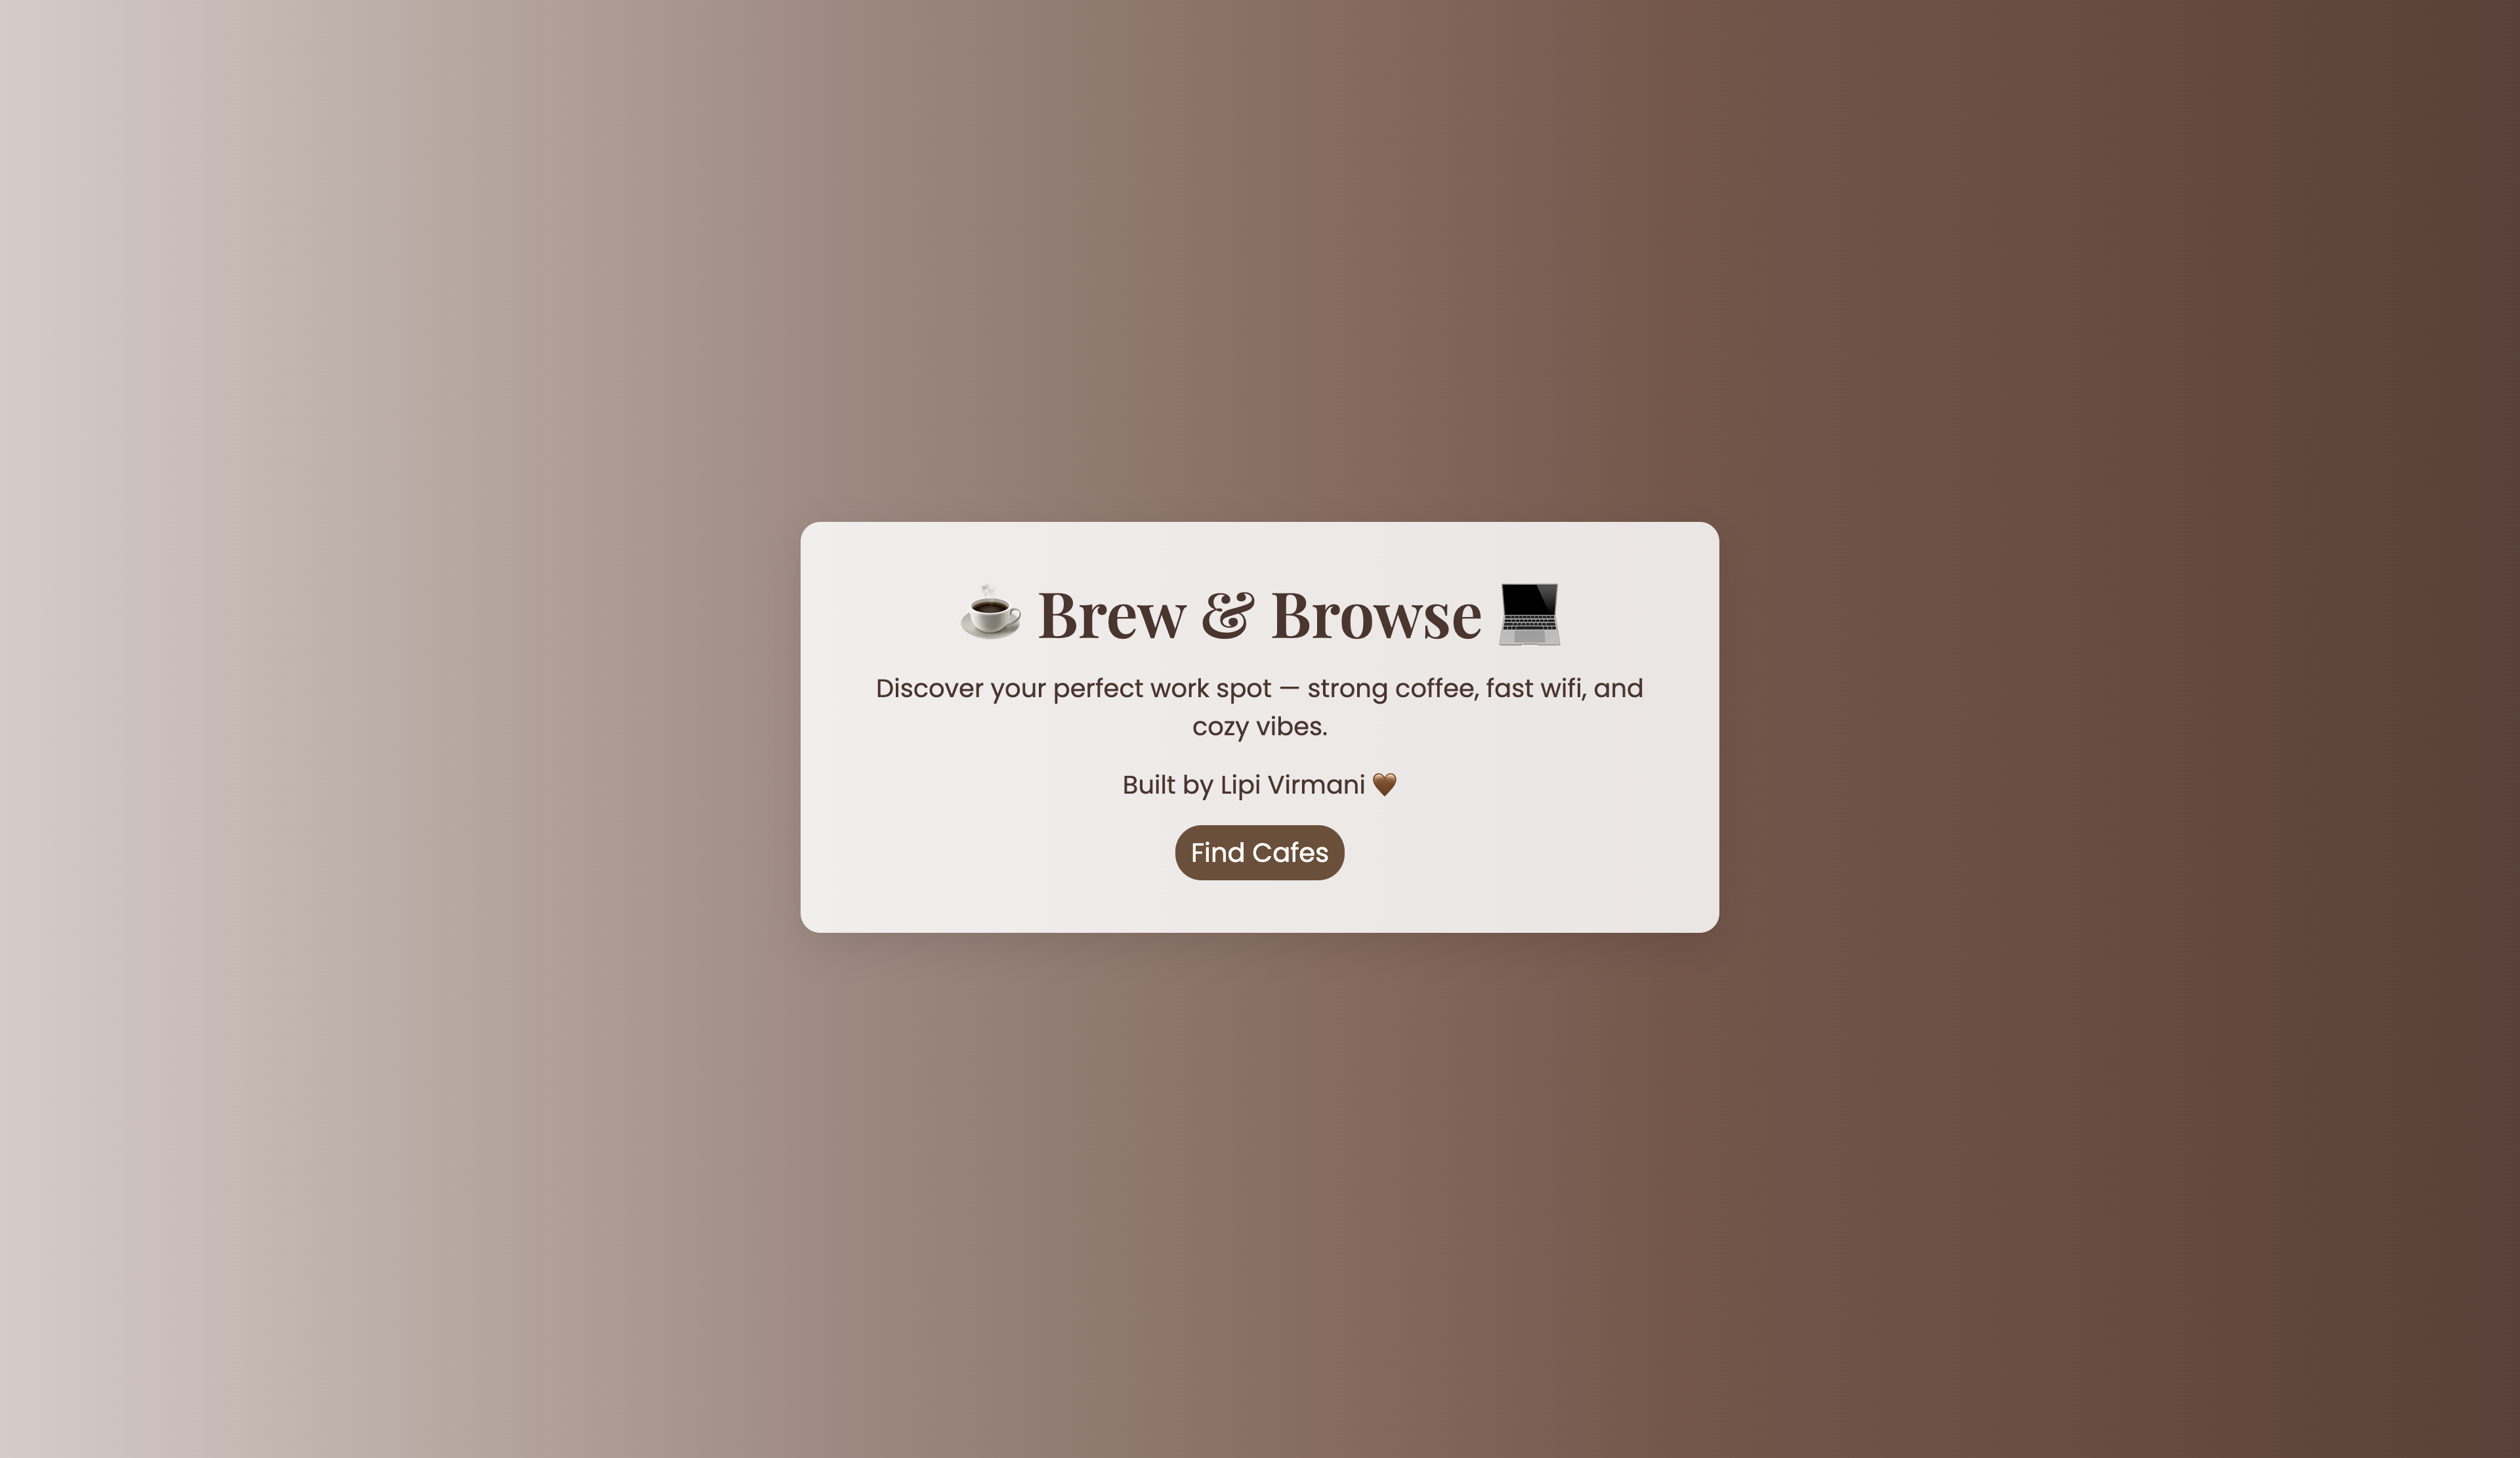 ☕ Brew & Browse 💻
Discover your perfect work spot — strong coffee, fast wifi, and
cozy vibes.
Built by Lipi Virmani 🤎
Find Cafes